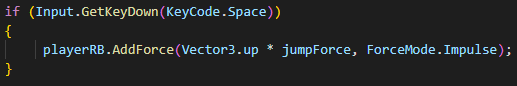 if (Input.GetKeyDown(KeyCode.Space))
{
    playerRB.AddForce(Vector3.up * jumpForce, ForceMode.Impulse);
}